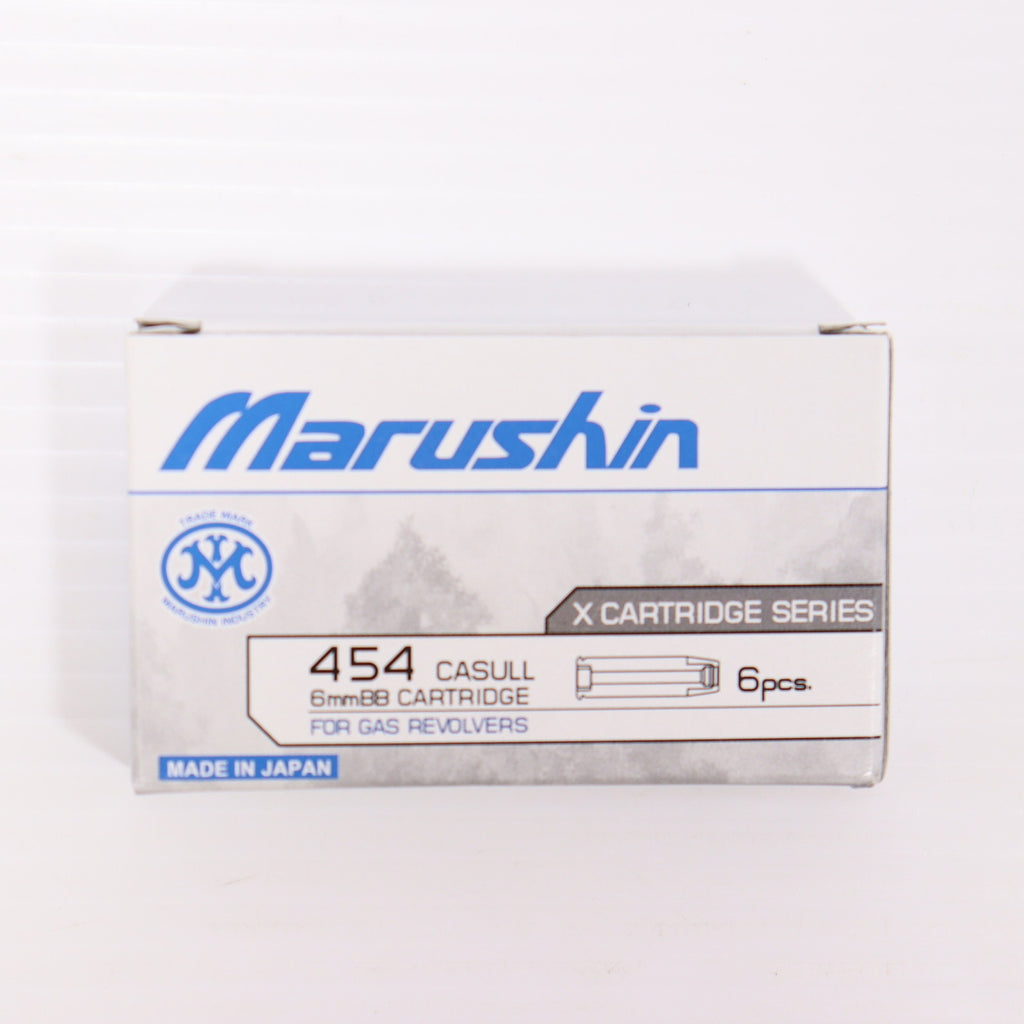 Marushin
TRADE MARK
MARUSHIN INDUSTRY
X CARTRIDGE SERIES
454 CASULL
6mmBB CARTRIDGE
6pcs.
FOR GAS REVOLVERS
MADE IN JAPAN